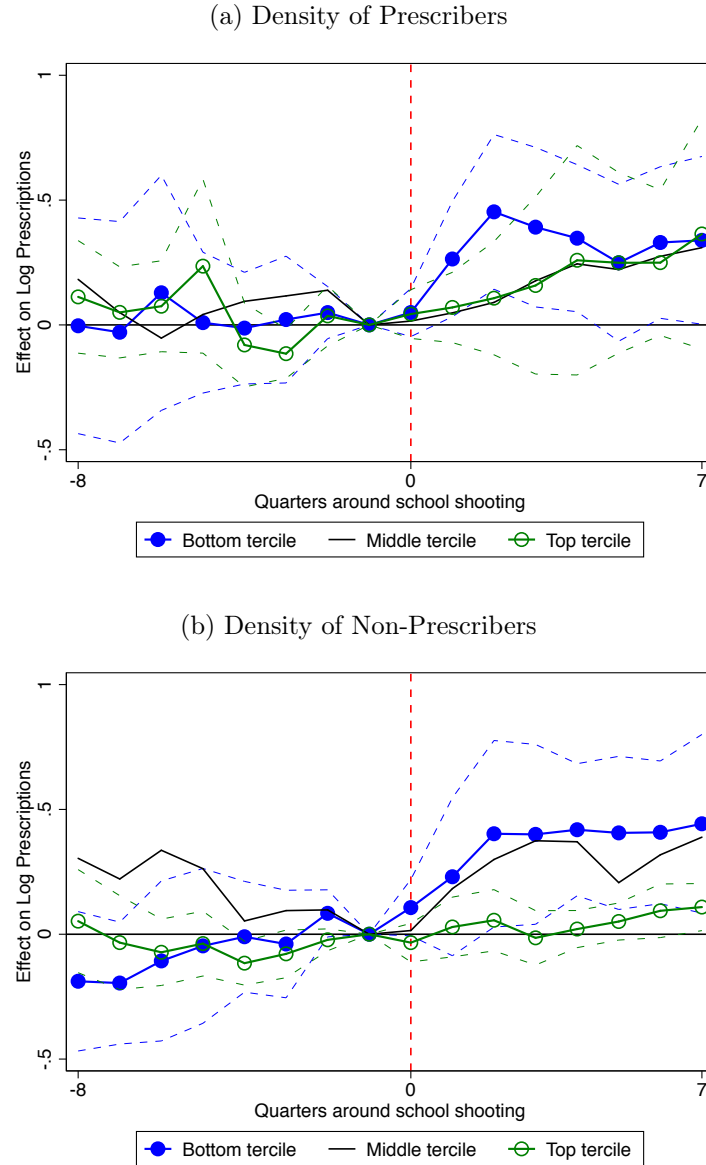 (a) Density of Prescribers
Effect on Log Prescriptions
1
.5
0
-.5
-8
0
7
Quarters around school shooting
Bottom tercile
Middle tercile
Top tercile
(b) Density of Non-Prescribers
Effect on Log Prescriptions
1
.5
0
-.5
-8
0
7
Quarters around school shooting
Bottom tercile
Middle tercile
Top tercile